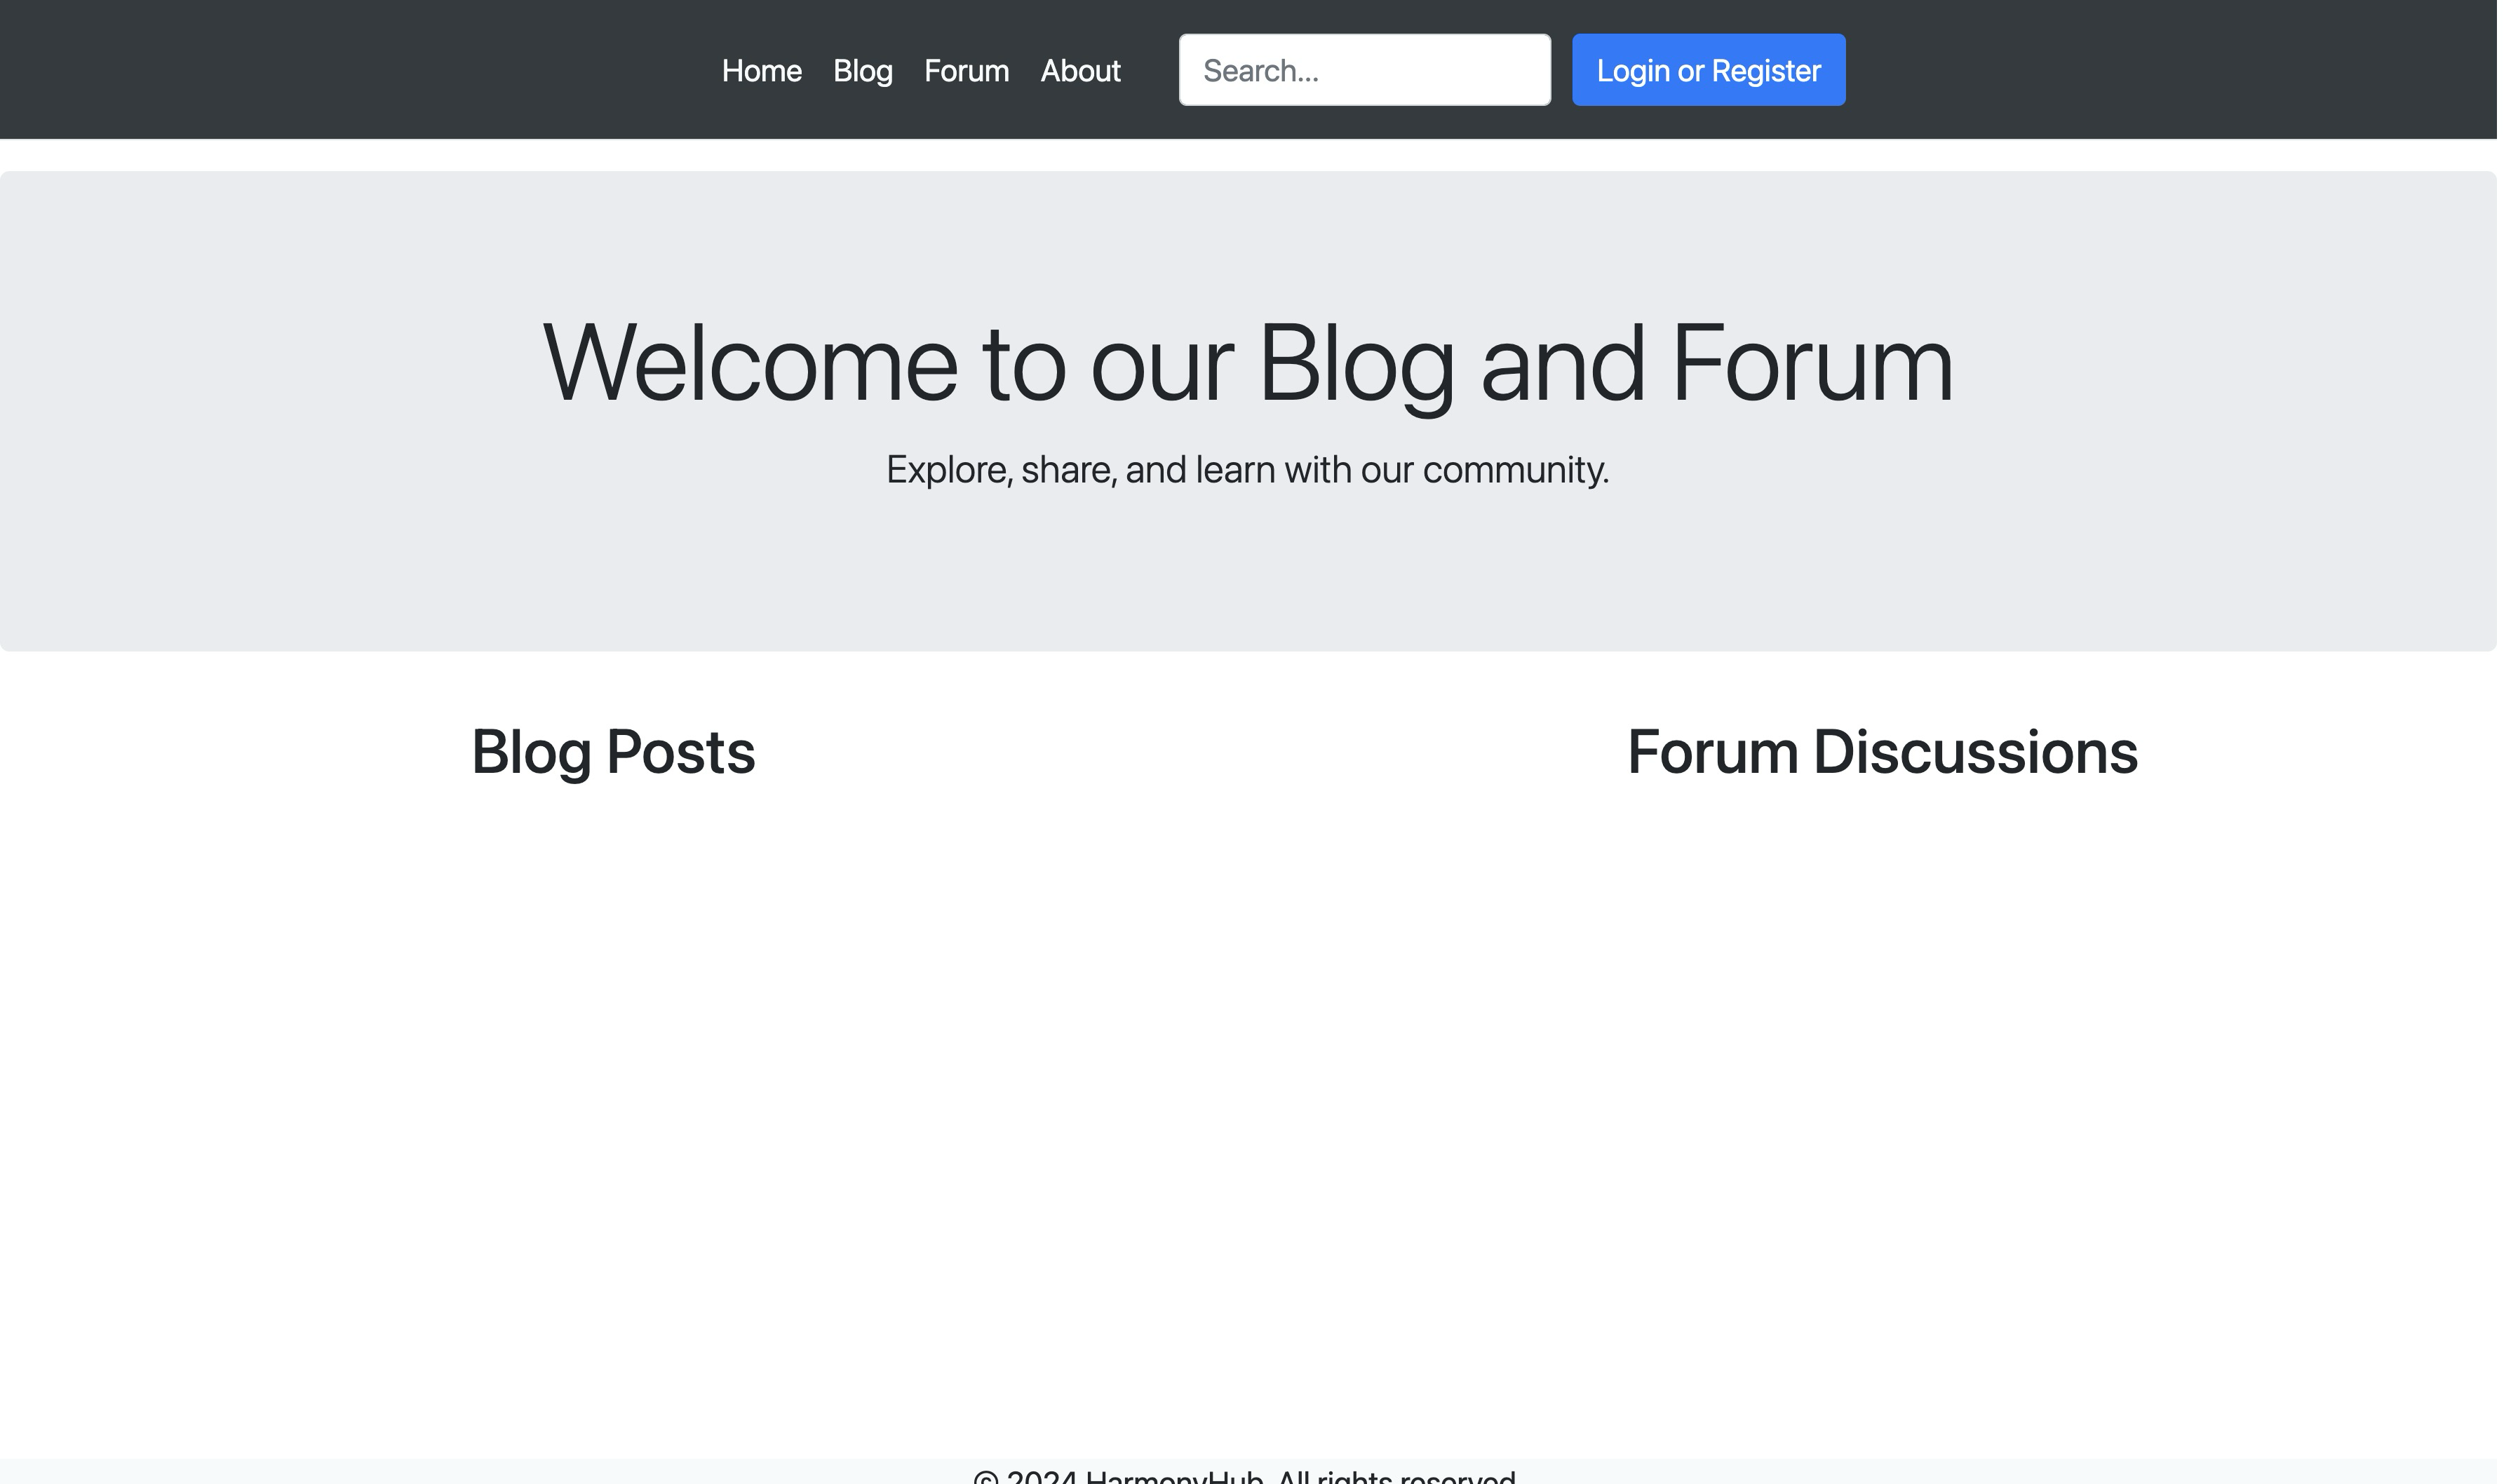 Home Blog Forum About Search... Login or Register
Welcome to our Blog and Forum
Explore, share, and learn with our community.
Blog Posts Forum Discussions
© 2024 HarmonyHub. All rights reserved.